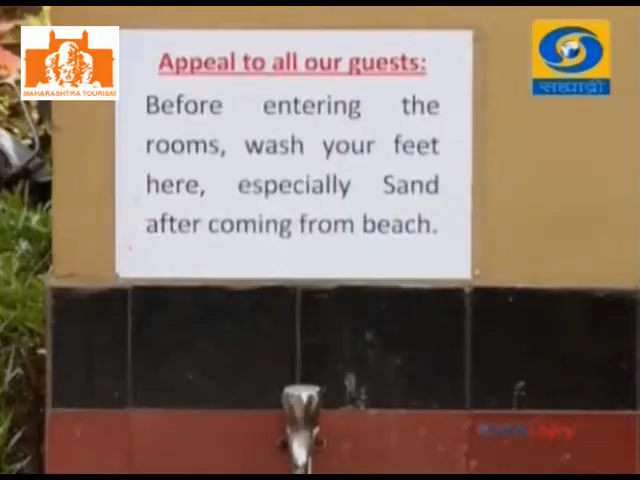 MAHARASHTRA TOURISM
सह्याद्री
Appeal to all our guests:
Before entering the
rooms, wash your feet
here, especially Sand
after coming from beach.